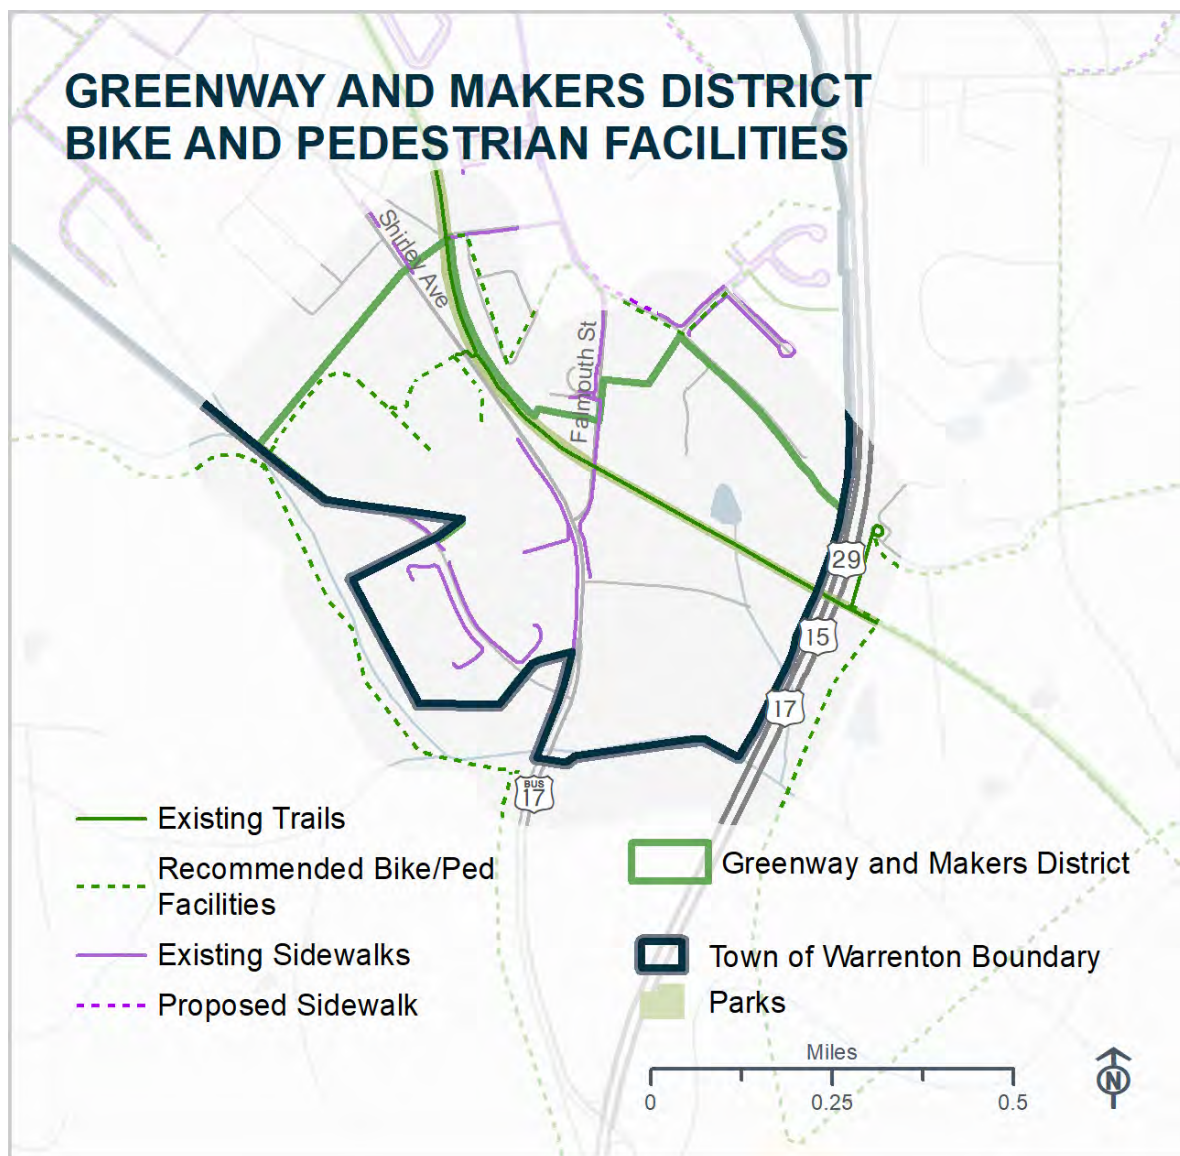 GREENWAY AND MAKERS DISTRICT
BIKE AND PEDESTRIAN FACILITIES
Shirley Ave
Falmouth St
29
15
17
BUS
17
Existing Trails
Recommended Bike/Ped
Facilities
Existing Sidewalks
Proposed Sidewalk
Greenway and Makers District
Town of Warrenton Boundary
Parks
Miles
0
0.25
0.5
N